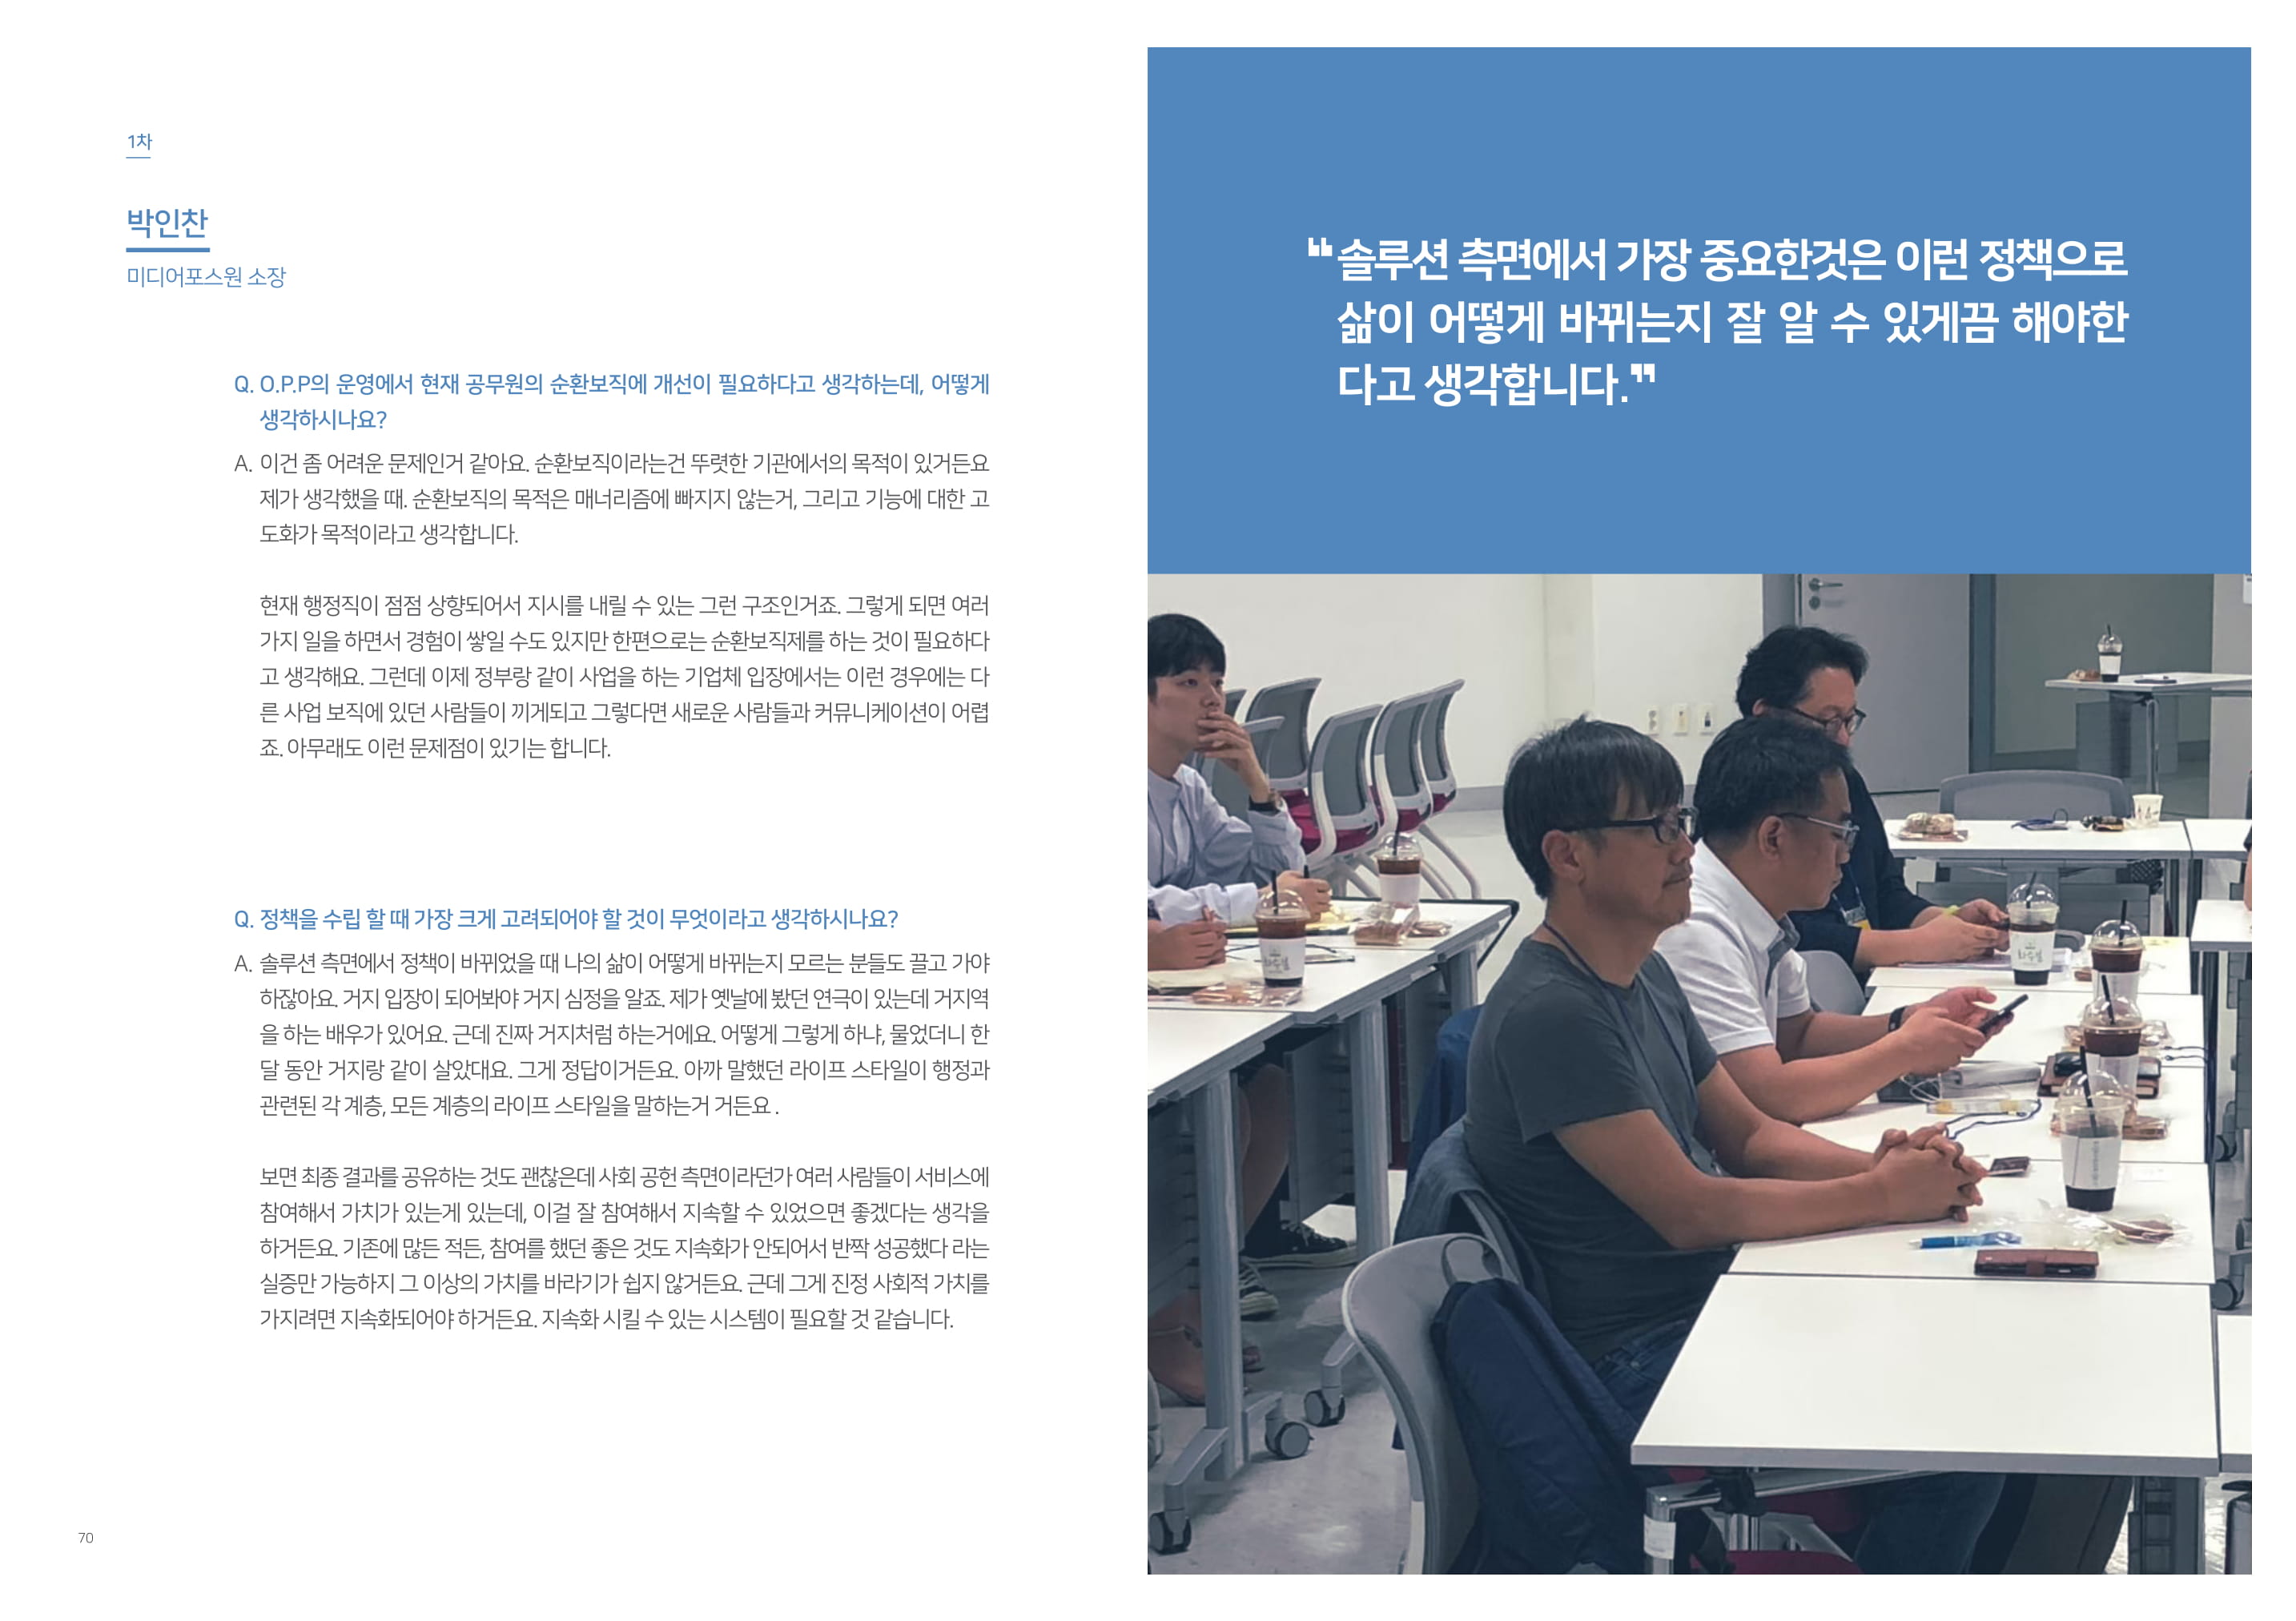 1차
박인찬
미디어포스원 소장
Q. O.P.P의 운영에서 현재 공무원의 순환보직에 개선이 필요하다고 생각하는데, 어떻게
생각하시나요?
A. 이건 좀 어려운 문제인거 같아요. 순환보직이라는건 뚜렷한 기관에서의 목적이 있거든요
제가 생각했을 때. 순환보직의 목적은 매너리즘에 빠지지 않는거, 그리고 기능에 대한 고
도화가 목적이라고 생각합니다.
현재 행정직이 점점 상향되어서 지시를 내릴 수 있는 그런 구조인거죠. 그렇게 되면 여러
가지 일을 하면서 경험이 쌓일 수도 있지만 한편으로는 순환보직제를 하는 것이 필요하다
고 생각해요. 그런데 이제 정부랑 같이 사업을 하는 기업체 입장에서는 이런 경우에는 다
른 사업 보직에 있던 사람들이 끼게되고 그렇다면 새로운 사람들과 커뮤니케이션이 어렵
죠. 아무래도 이런 문제점이 있기는 합니다.
Q. 정책을 수립 할 때 가장 크게 고려되어야 할 것이 무엇이라고 생각하시나요?
A. 솔루션 측면에서 정책이 바뀌었을 때 나의 삶이 어떻게 바뀌는지 모르는 분들도 끌고 가야
하잖아요. 거지 입장이 되어봐야 거지 심정을 알죠. 제가 옛날에 봤던 연극이 있는데 거지역
을 하는 배우가 있어요. 근데 진짜 거지처럼 하는거에요. 어떻게 그렇게 하냐, 물었더니 한
달 동안 거지랑 같이 살았대요. 그게 정답이거든요. 아까 말했던 라이프 스타일이 행정과
관련된 각 계층, 모든 계층의 라이프 스타일을 말하는거 거든요 .
보면 최종 결과를 공유하는 것도 괜찮은데 사회 공헌 측면이라던가 여러 사람들이 서비스에
참여해서 가치가 있는게 있는데, 이걸 잘 참여해서 지속할 수 있었으면 좋겠다는 생각을
하거든요. 기존에 많든 적든, 참여를 했던 좋은 것도 지속화가 안되어서 반짝 성공했다 라는
실증만 가능하지 그 이상의 가치를 바라기가 쉽지 않거든요. 근데 그게 진정 사회적 가치를
가지려면 지속화되어야 하거든요. 지속화 시킬 수 있는 시스템이 필요할 것 같습니다.
70
“솔루션 측면에서 가장 중요한것은 이런 정책으로
삶이 어떻게 바뀌는지 잘 알 수 있게끔 해야한
다고 생각합니다.”